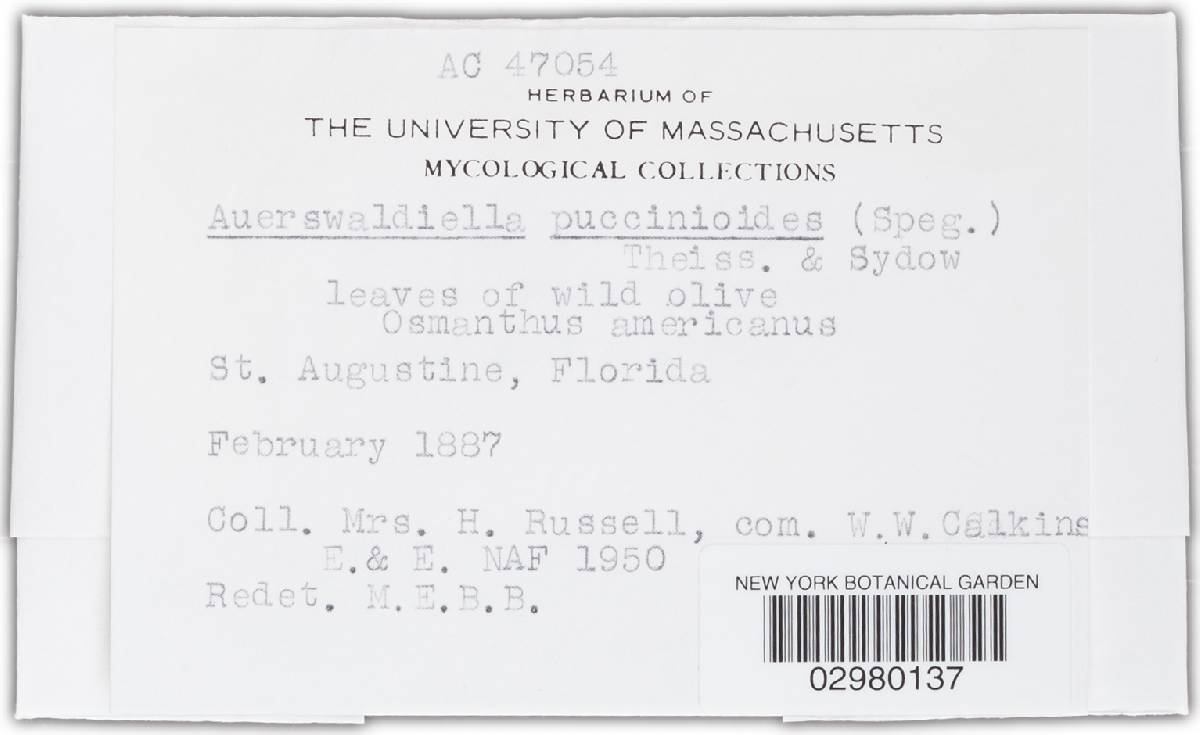 AC 47054
HERBARIUM OF
THE UNIVERSITY OF MASSACHUSETTS
MYCOLOGICAL COLLECTIONS
Auerswaldiella puccinioides (Speg.)
Theiss. & Sydow
leaves of wild olive
Osmanthus americanus
St. Augustine, Florida
February 1887
Coll. Mrs. H. Russell, com. W.W.Calkins
E.& E. NAF 1950
Redet. M.E.B.B.
NEW YORK BOTANICAL GARDEN
02980137